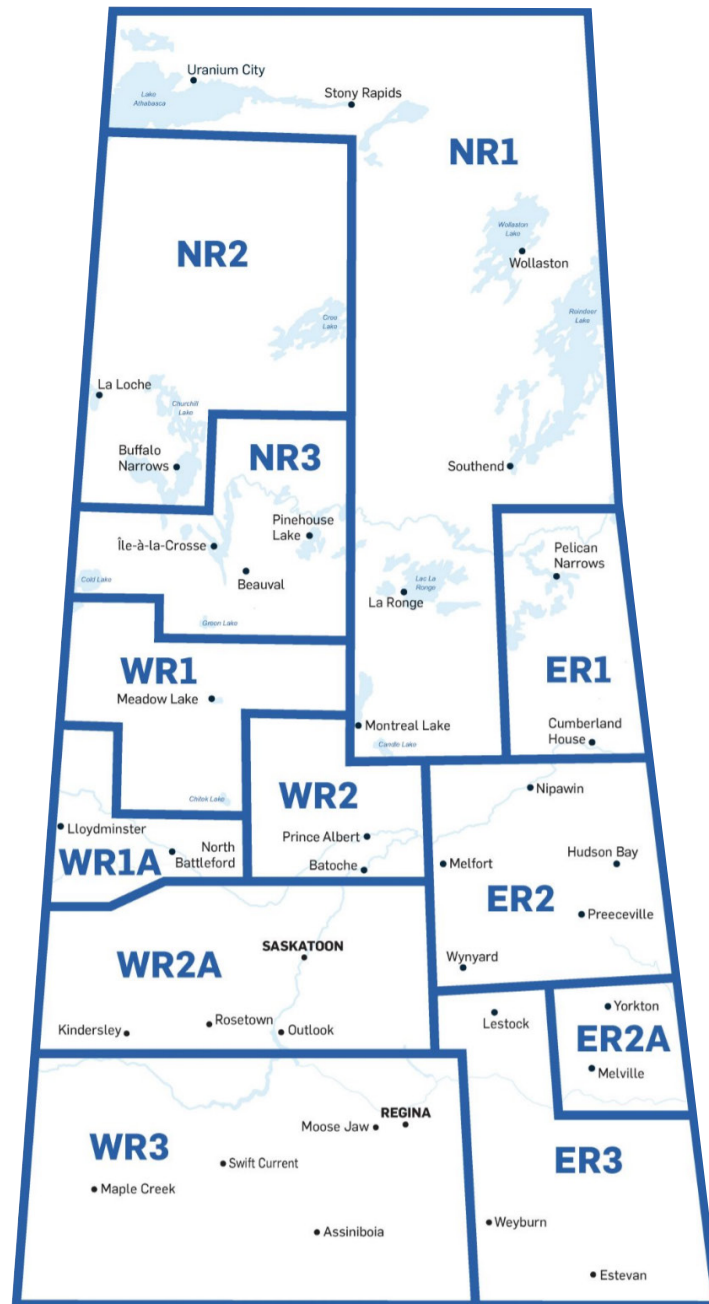 Uranium City
Lake
Athabasca
Stony Rapids
NR1
NR2
Wollaston
Lake
Wollaston
Cree
Lake
Reindeer
Lake
La Loche
Churchill
Lake
Buffalo
Narrows
NR3
Southend
Pinehouse
Lake
Île-à-la-Crosse
Pelican
Narrows
Cold Lake
Beauval
Lac La
Ronge
La Ronge
Green Lake
WR1
ER1
Meadow Lake
Montreal Lake
Cumberland
House
Candle Lake
WR2
Nipawin
Chitek Lake
Lloydminster
Prince Albert
North
Battleford
WR1A
Batoche
Melfort
Hudson Bay
ER2
Preeceville
SASKATOON
WR2A
Wynyard
Yorkton
Rosetown
Lestock
Kindersley
Outlook
ER2A
Melville
REGINA
Moose Jaw
WR3
ER3
Swift Current
Maple Creek
Weyburn
Assiniboia
Estevan